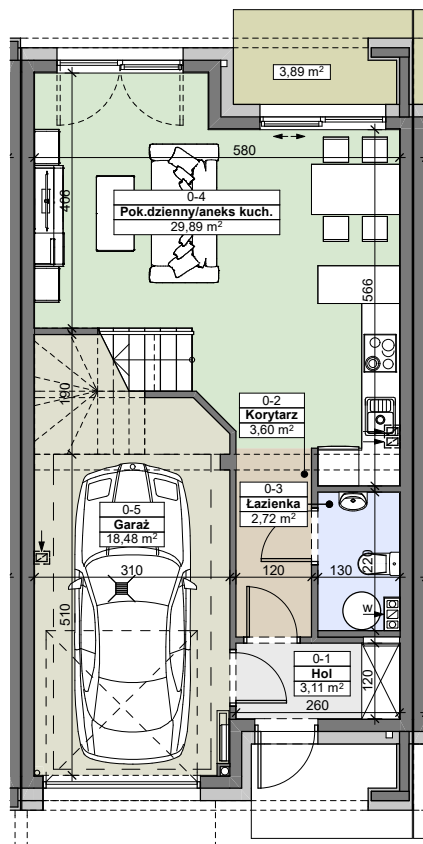 3,89 m²
580
0-4
Pok.dzienny/aneks kuch.
29,89 m²
406
566
190
0-2
Korytarz
3,60 m²
0-3
Łazienka
2,72 m²
0-5
Garaż
18,48 m²
310
120
130
220
510
W
0-1
Hol
3,11 m²
120
260